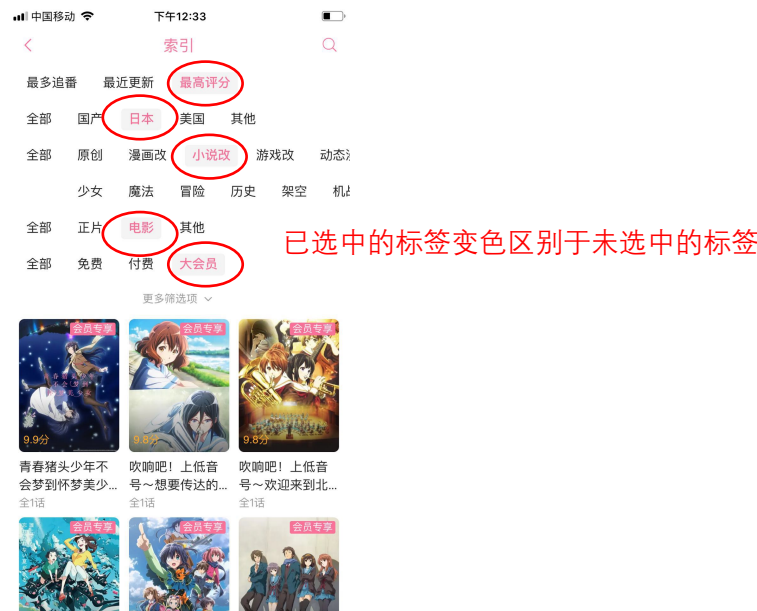 中国移动 下午12:33
索引
最多追番 最近更新 最高评分
全部 国产 日本 美国 其他
全部 原创 漫画改 小说改 游戏改 动态
少女 魔法 冒险 历史 架空
全部 正片 电影 其他
已选中的标签变色区别于未选中的标签
全部 免费 付费 大会员
更多筛选项
会员专享 会员专享 会员专享
9.9分 9.8分 9.8分
青春猪头少年不 吹响吧！上低音 吹响吧！上低音
会梦到怀梦美少... 号～想要传达的... 号～欢迎来到北...
全1话 全1话 全1话
会员专享 会员专享 会员专享